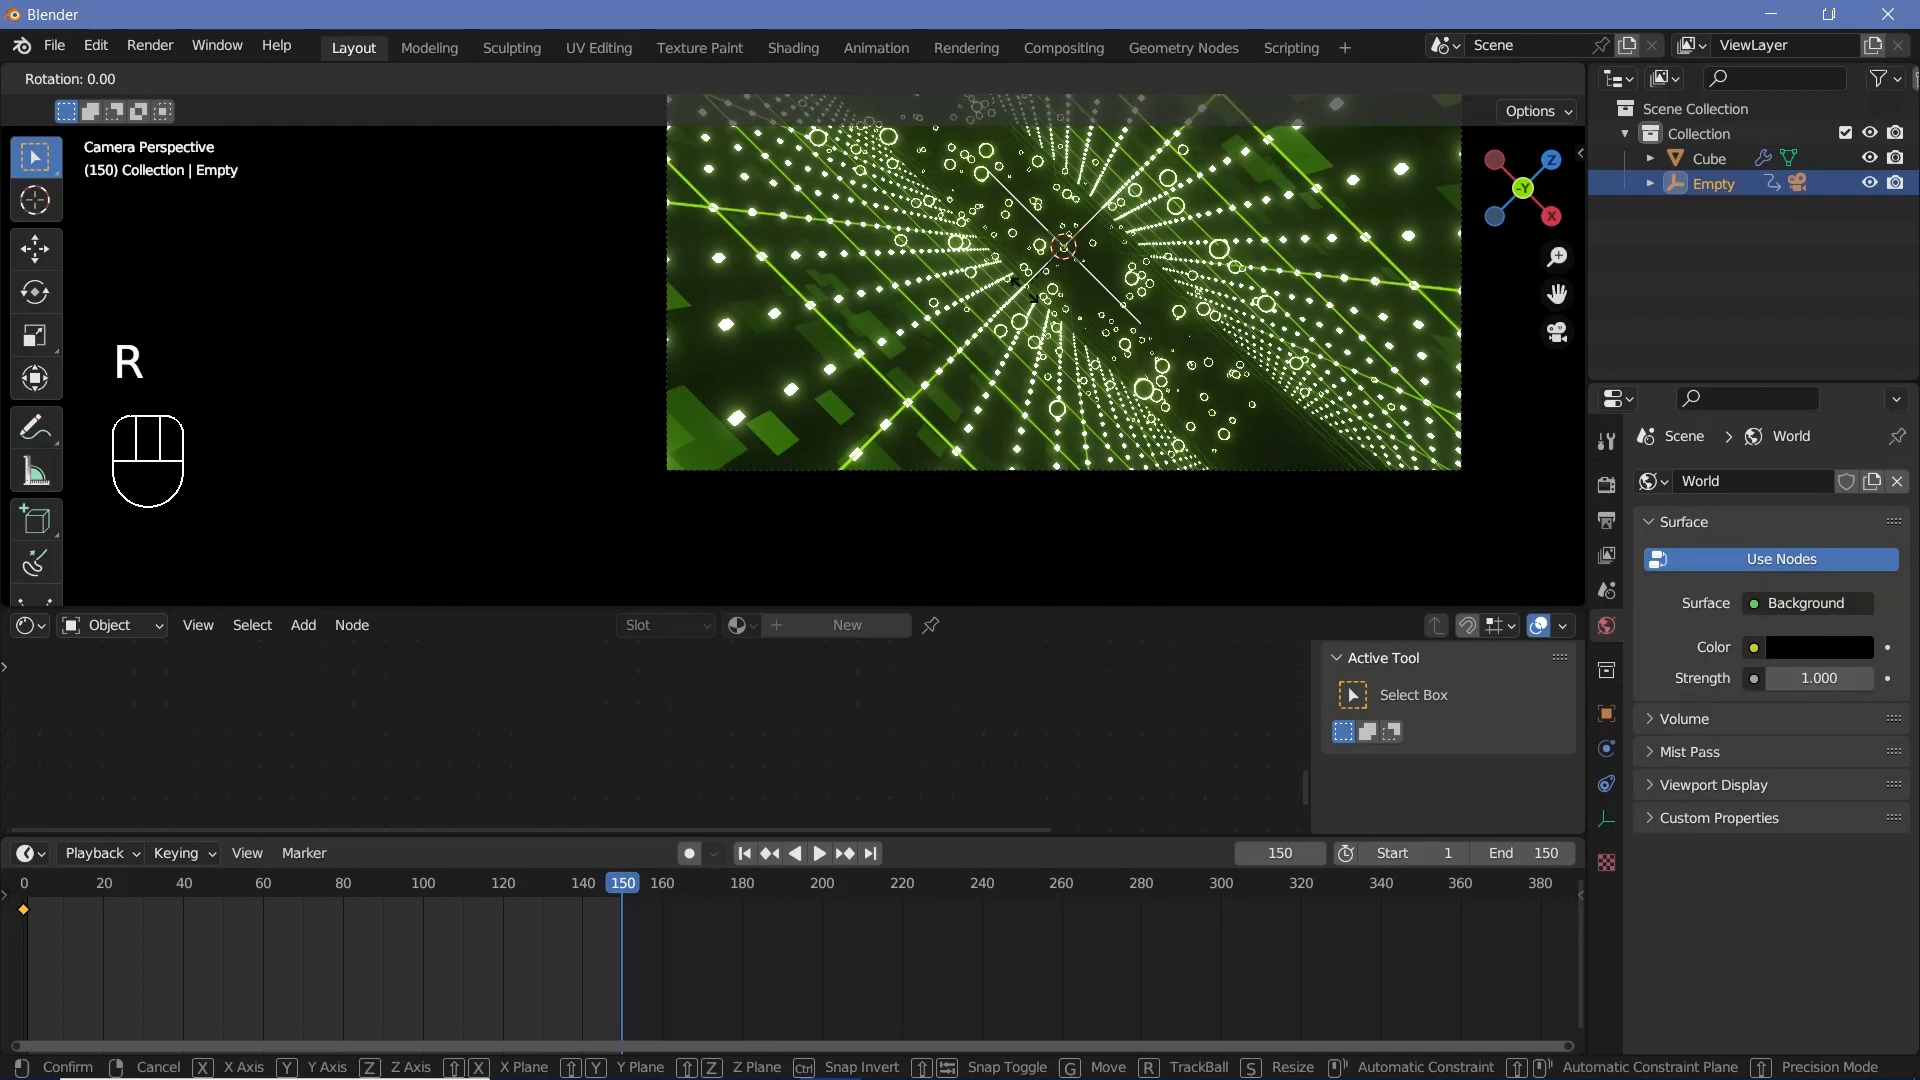 Blender
File Edit Render Window Help
Layout Modeling Sculpting UV Editing Texture Paint Shading Animation Rendering Compositing Geometry Nodes Scripting
Scene
ViewLayer
Rotation: 0.00
Options
Scene Collection
Collection
Cube
Empty
Camera Perspective
(150) Collection | Empty
Z
-Y
X
R
Scene > World
World
Surface
Use Nodes
Surface Background
Color
Strength 1.000
Volume
Mist Pass
Viewport Display
Custom Properties
Object View Select Add Node
Slot
New
Active Tool
Select Box
Playback Keying View Marker
150
Start 1
End 150
0 20 40 60 80 100 120 140 150 160 180 200 220 240 260 280 300 320 340 360 380
Confirm Cancel X X Axis Y Y Axis Z Z Axis X X Plane Y Y Plane Z Z Plane Ctrl Snap Invert Snap Toggle G Move R TrackBall S Resize Automatic Constraint Automatic Constraint Plane Precision Mode